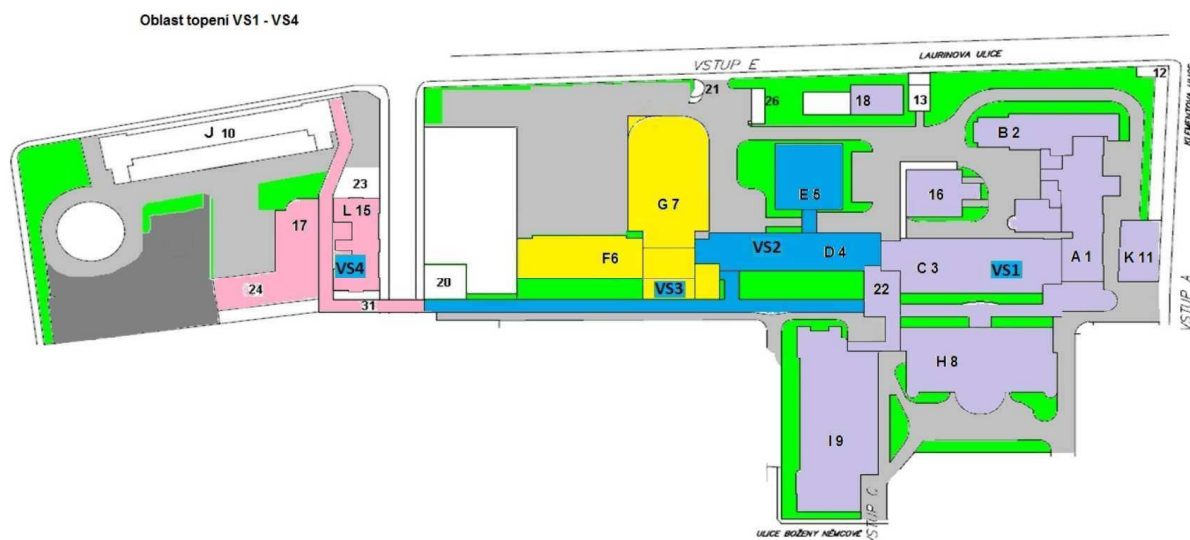 Oblast topení VS1 - VS4
LAURINOVA ULICE
VSTUP E
12
21
26
18
13
KLEMENTOVA ULICE
J 10
B 2
23
16
E 5
L 15
G 7
17
VS2
D 4
F6
A 1
K 11
C 3
VS1
VS4
20
VS3
22
24
31
VSTUP A
H 8
I 9
VSTUP C
ULICE BOŽENY NĚMCOVÉ